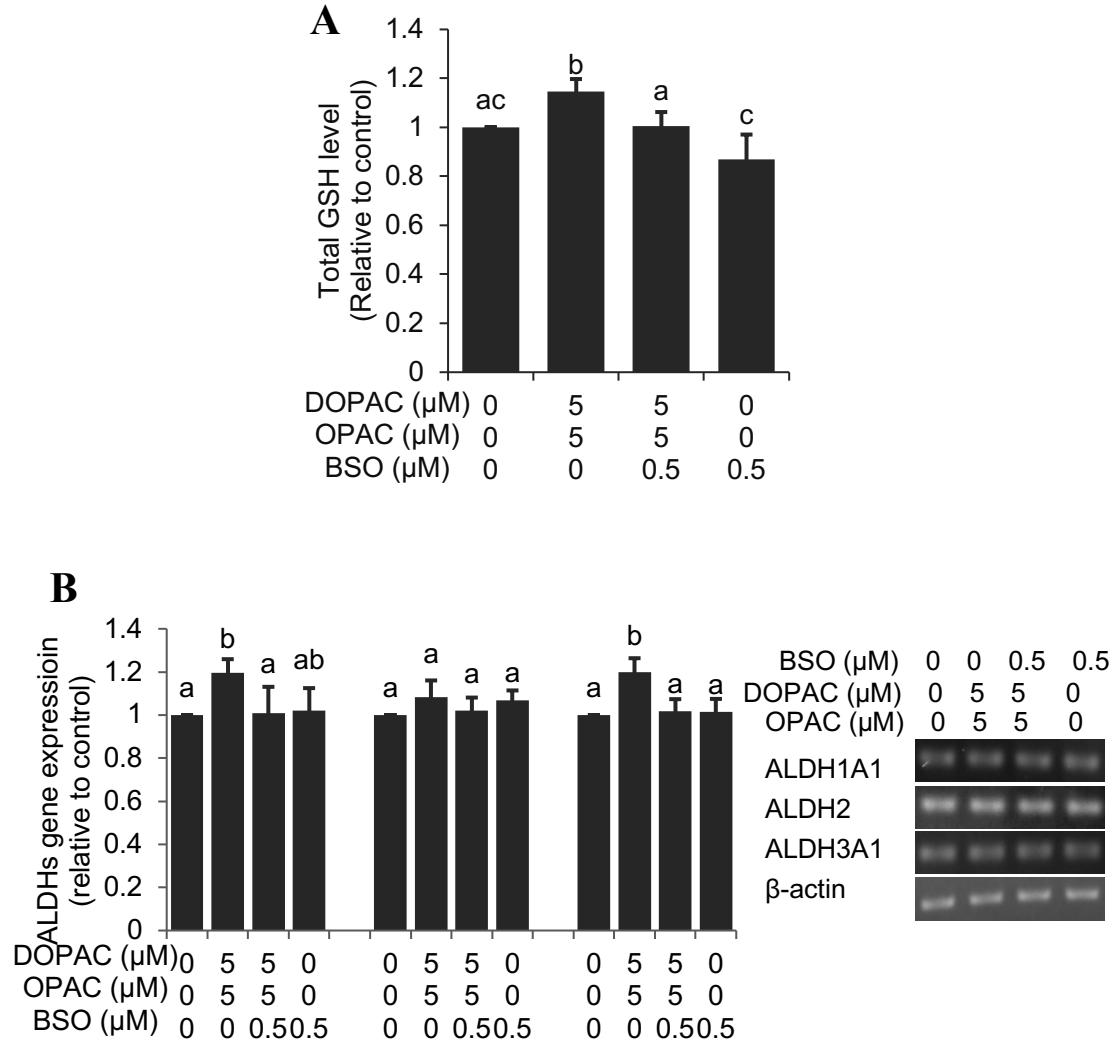 A
Total GSH level
(Relative to control)
1.4
1.2
1
0.8
0.6
0.4
0.2
0
ac
b
a
c
DOPAC (µM) 0 5 5 0
OPAC (µM) 0 5 5 0
BSO (µM) 0 0 0.5 0.5
B
ALDHs gene expressioin
(relative to control)
1.4
1.2
1
0.8
0.6
0.4
0.2
0
a b a ab a a a a a b a a
DOPAC (µM) 0 5 5 0 0 5 5 0 0 5 5 0
OPAC (µM) 0 5 5 0 0 5 5 0 0 5 5 0
BSO (µM) 0 0 0.5 0.5 0 0 0.5 0.5 0 0 0.5 0.5
BSO (µM) 0 0 0.5 0.5
DOPAC (µM) 0 5 5 0
OPAC (µM) 0 5 5 0
ALDH1A1
ALDH2
ALDH3A1
β-actin